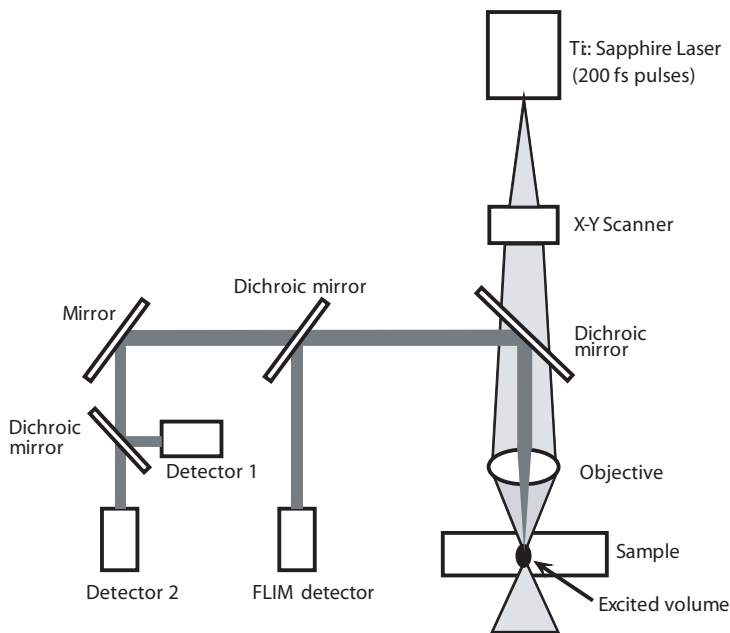 Ti:: Sapphire Laser
(200 fs pulses)
X-Y Scanner
Dichroic mirror
Mirror
Dichroic
mirror
Dichroic
mirror
Detector 1
Objective
Sample
Detector 2
FLIM detector
Excited volume